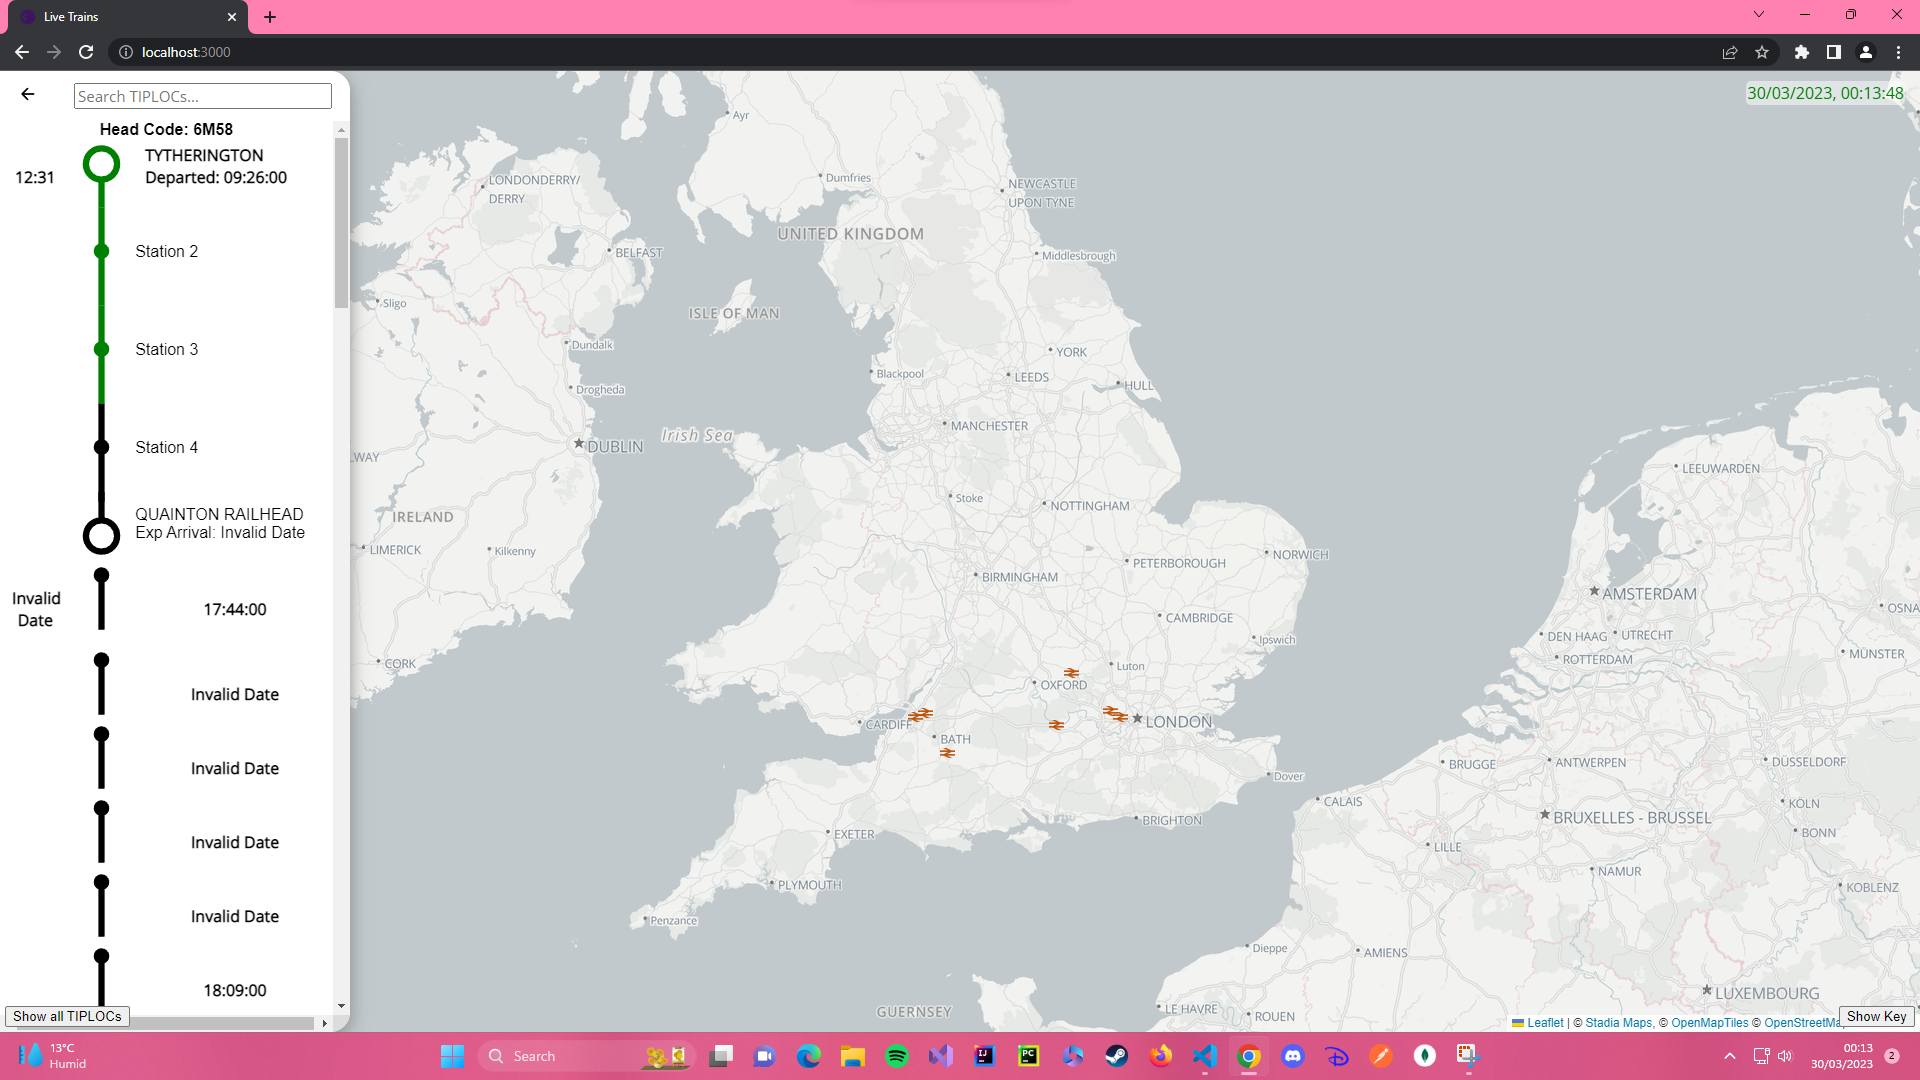 Live Trains
localhost:3000
Search TIPLOCs...
30/03/2023, 00:13:48
Head Code: 6M58
TYTHERINGTON
12:31
Departed: 09:26:00
Station 2
Station 3
Station 4
QUAINTON RAILHEAD
Exp Arrival: Invalid Date
Invalid
Date
17:44:00
Invalid Date
Invalid Date
Invalid Date
Invalid Date
18:09:00
Show all TIPLOCs
Ayr
LONDONDERRY/
DERRY
Dumfries
NEWCASTLE
UPON TYNE
UNITED KINGDOM
BELFAST
Middlesbrough
Sligo
ISLE OF MAN
Dundalk
YORK
Blackpool
LEEDS
HULL
Drogheda
MANCHESTER
Irish Sea
DUBLIN
LWAY
LEEUWARDEN
Stoke
NOTTINGHAM
IRELAND
LIMERICK
Kilkenny
NORWICH
PETERBOROUGH
BIRMINGHAM
AMSTERDAM
CAMBRIDGE
OSNA
Ipswich
DEN HAAG
UTRECHT
CORK
Luton
ROTTERDAM
MÜNSTER
OXFORD
CARDIFF
LONDON
BATH
BRUGGE
ANTWERPEN
DÜSSELDORF
Dover
CALAIS
KÖLN
BRIGHTON
BRUXELLES - BRUSSEL
BONN
EXETER
LILLE
NAMUR
PLYMOUTH
KOBLENZ
Penzance
Dieppe
AMIENS
LUXEMBOURG
GUERNSEY
LE HAVRE
ROUEN
Leaflet | © Stadia Maps, © OpenMapTiles © OpenStreetMa
Show Key
13°C
Humid
Search
00:13
30/03/2023
2